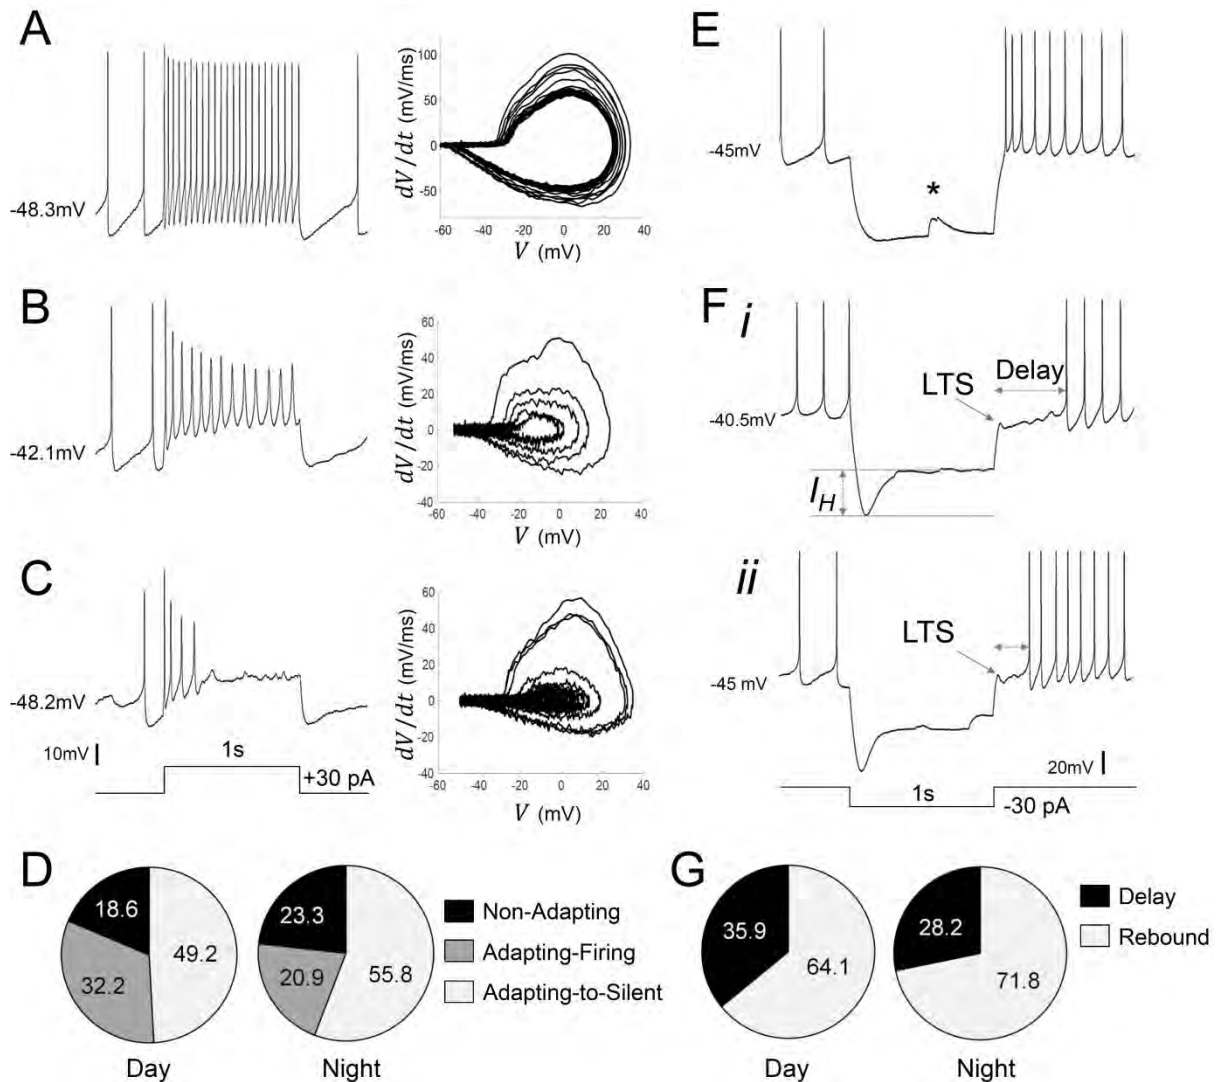 A
-48.3mV
dV/dt (mV/ms)
100
50
0
-50
-60 -40 -20 0 20 40
V (mV)
B
-42.1mV
dV/dt (mV/ms)
60
40
20
0
-20
-40
-60 -40 -20 0 20 40
V (mV)
C
-48.2mV
10mV
1s
+30 pA
dV/dt (mV/ms)
60
40
20
0
-20
-40
-60 -40 -20 0 20 40
V (mV)
D
18.6
32.2
49.2
Day
23.3
20.9
55.8
Night
Non-Adapting
Adapting-Firing
Adapting-to-Silent
E
-45mV
*
F
i
-40.5mV
LTS
Delay
I_H
ii
-45 mV
LTS
20mV
1s
-30 pA
G
35.9
64.1
Day
28.2
71.8
Night
Delay
Rebound